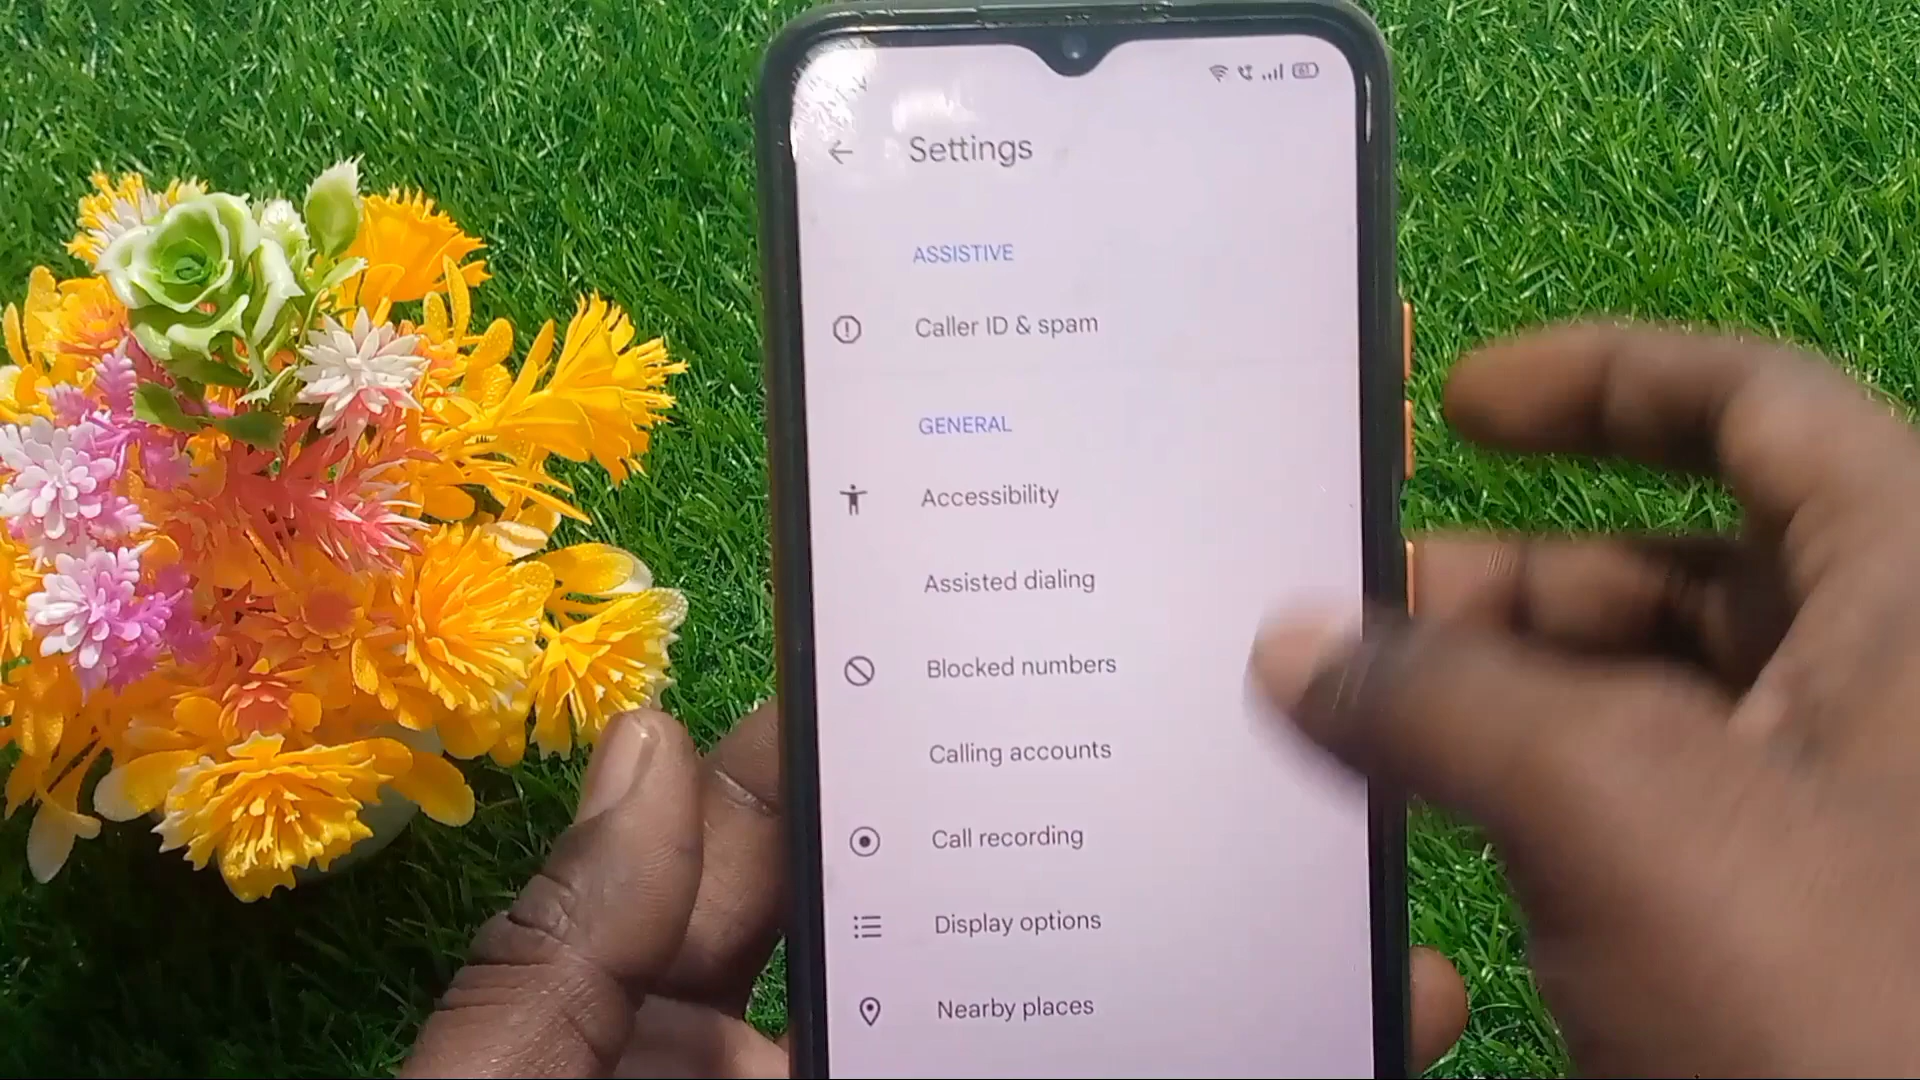 Settings
ASSISTIVE
Caller ID & spam
GENERAL
Accessibility
Assisted dialing
Blocked numbers
Calling accounts
Call recording
Display options
Nearby places